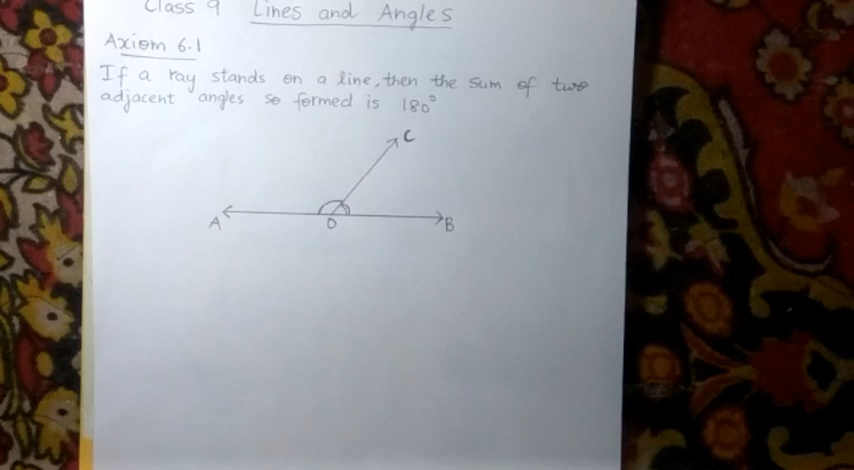 Class 9 Lines and Angles
Axiom 6.1
If a ray stands on a line, then the sum of two
adjacent angles so formed is 180°
C
A
O
B